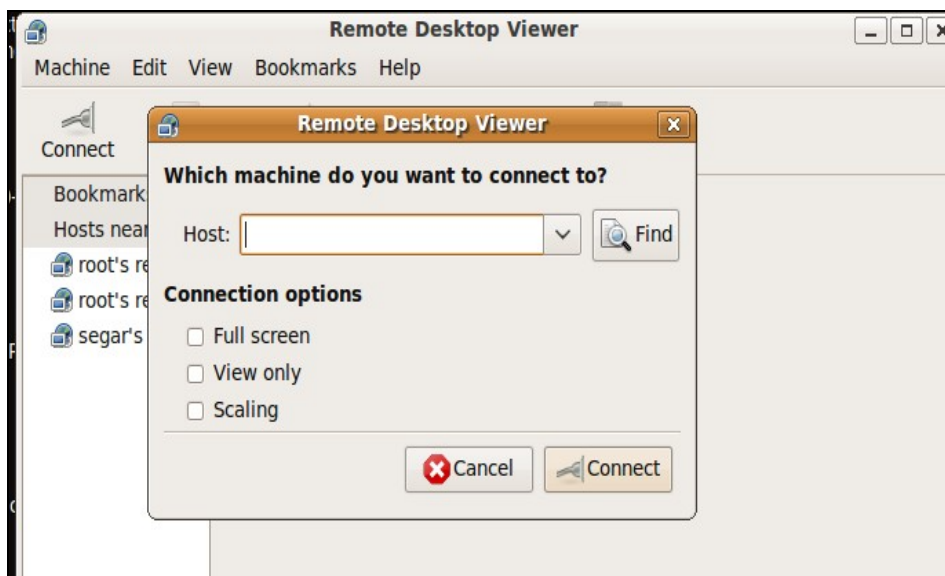 Remote Desktop Viewer
Machine Edit View Bookmarks Help
Connect
Remote Desktop Viewer
Which machine do you want to connect to?
Host: Find
Connection options
Full screen
View only
Scaling
Cancel Connect
Bookmark
Hosts near
root's re
root's re
segar's